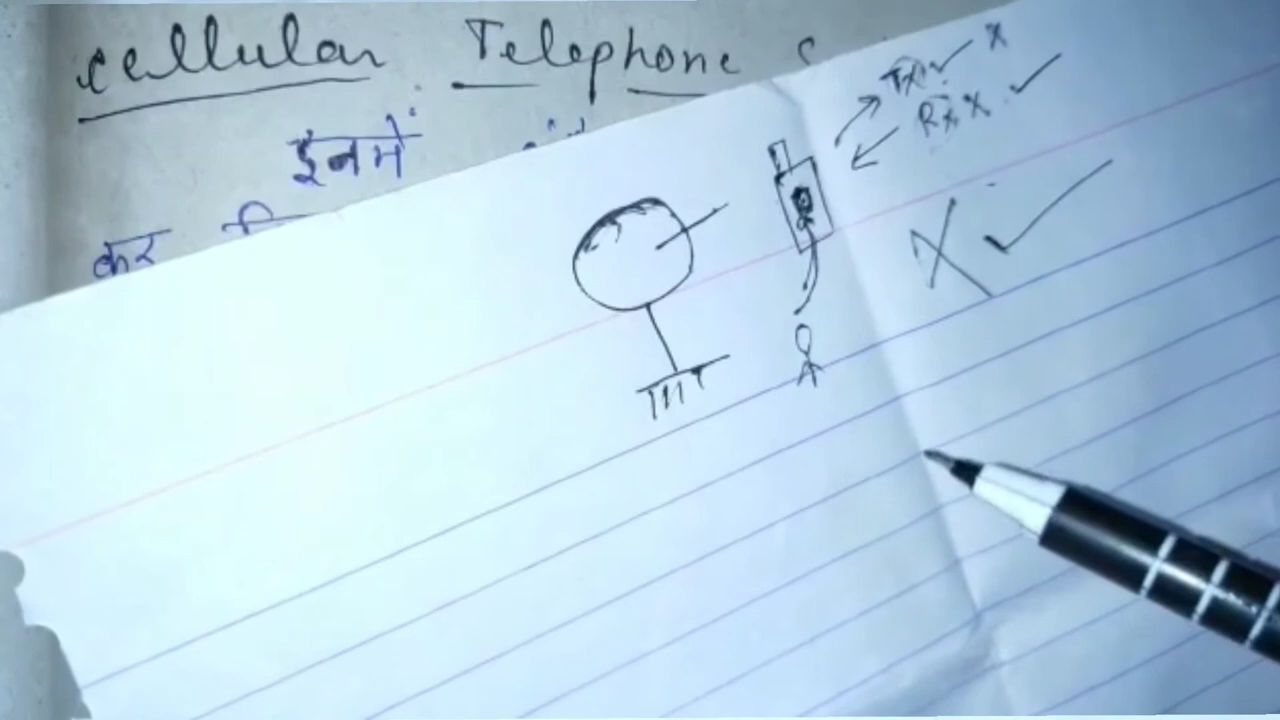 cellular Telephone
इनमें
कर
Tx ✓ x
Rx x ✓
X ✓